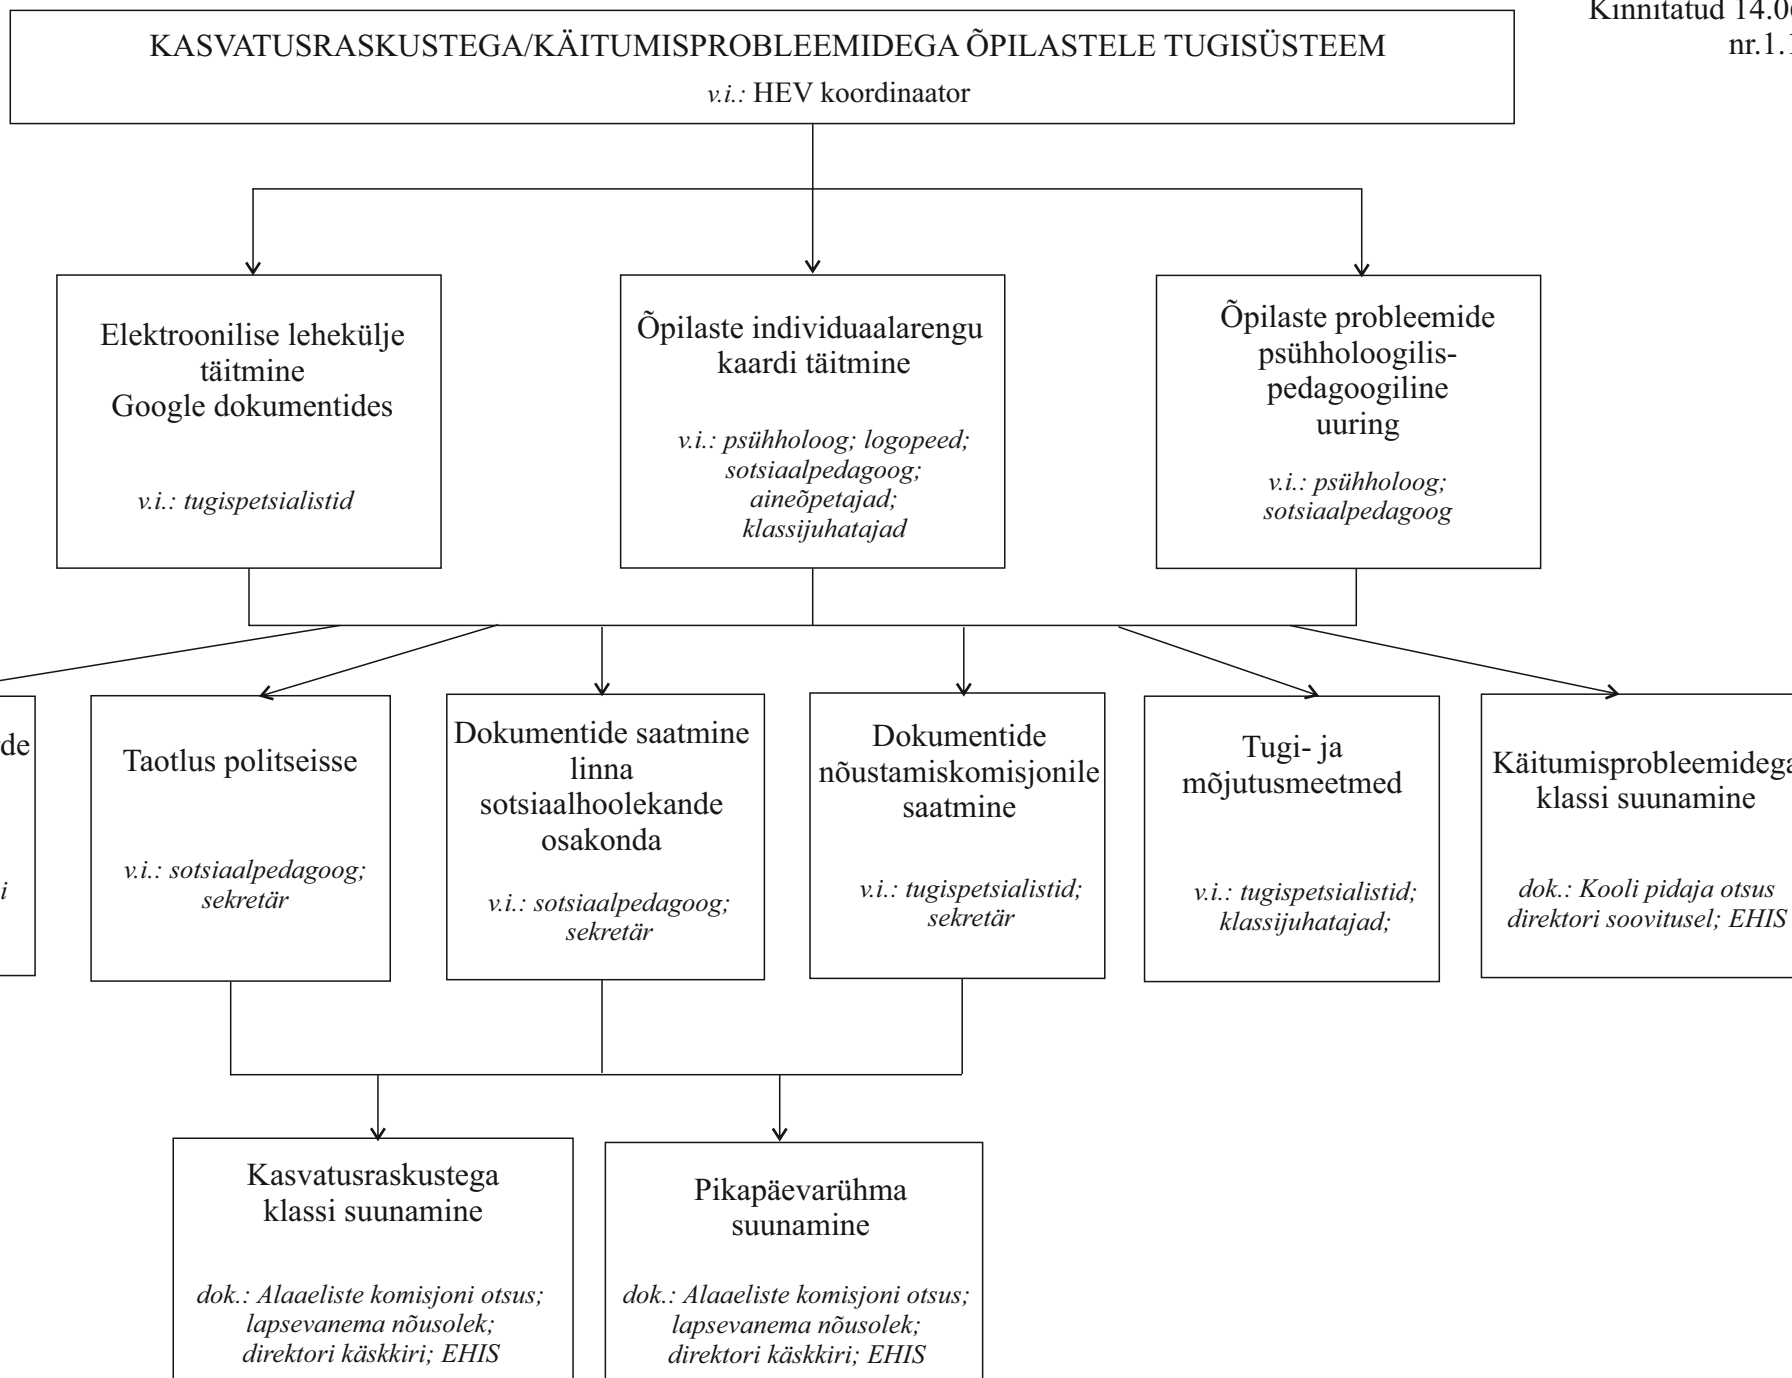 Kinnitatud 14.0
nr.1.1
KASVATUSRASKUSTEGA/KÄITUMISPROBLEEMIDEGA ÕPILASTELE TUGISÜSTEEM
v.i.: HEV koordinaator
Elektroonilise lehekülje
täitmine
Google dokumentides
v.i.: tugispetsialistid
Õpilaste individuaalarengu
kaardi täitmine
v.i.: psühholoog; logopeed;
sotsiaalpedagoog;
aineõpetajad;
klassijuhatajad
Õpilaste probleemide
psühholoogilis-
pedagoogiline
uuring
v.i.: psühholoog;
sotsiaalpedagoog
de
i
Taotlus politseisse
v.i.: sotsiaalpedagoog;
sekretär
Dokumentide saatmine
linna
sotsiaalhoolekande
osakonda
v.i.: sotsiaalpedagoog;
sekretär
Dokumentide
nõustamiskomisjonile
saatmine
v.i.: tugispetsialistid;
sekretär
Tugi- ja
mõjutusmeetmed
v.i.: tugispetsialistid;
klassijuhatajad;
Käitumisprobleemidega
klassi suunamine
dok.: Kooli pidaja otsus
direktori soovitusel; EHIS
Kasvatusraskustega
klassi suunamine
dok.: Alaaeliste komisjoni otsus;
lapsevanema nõusolek;
direktori käskkiri; EHIS
Pikapäevarühma
suunamine
dok.: Alaaeliste komisjoni otsus;
lapsevanema nõusolek;
direktori käskkiri; EHIS